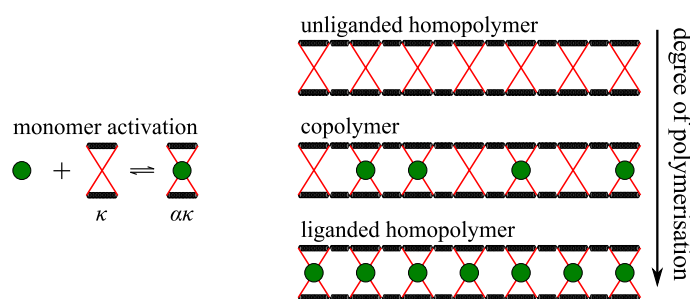 unliganded homopolymer
monomer activation
+
⇌
κ
ακ
copolymer
liganded homopolymer
degree of polymerisation